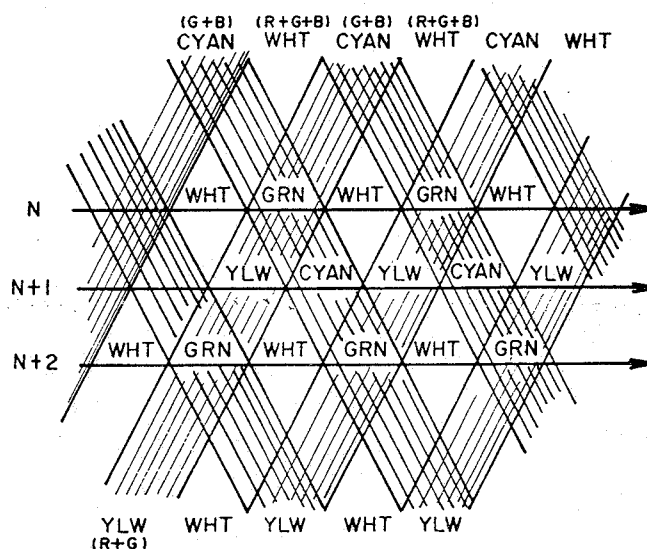 (G+B) (R+G+B) (G+B) (R+G+B)
CYAN WHT CYAN WHT CYAN WHT
N WHT GRN WHT GRN WHT
N+1 YLW CYAN YLW CYAN YLW
N+2 WHT GRN WHT GRN WHT GRN
YLW WHT YLW WHT YLW
(R+G)